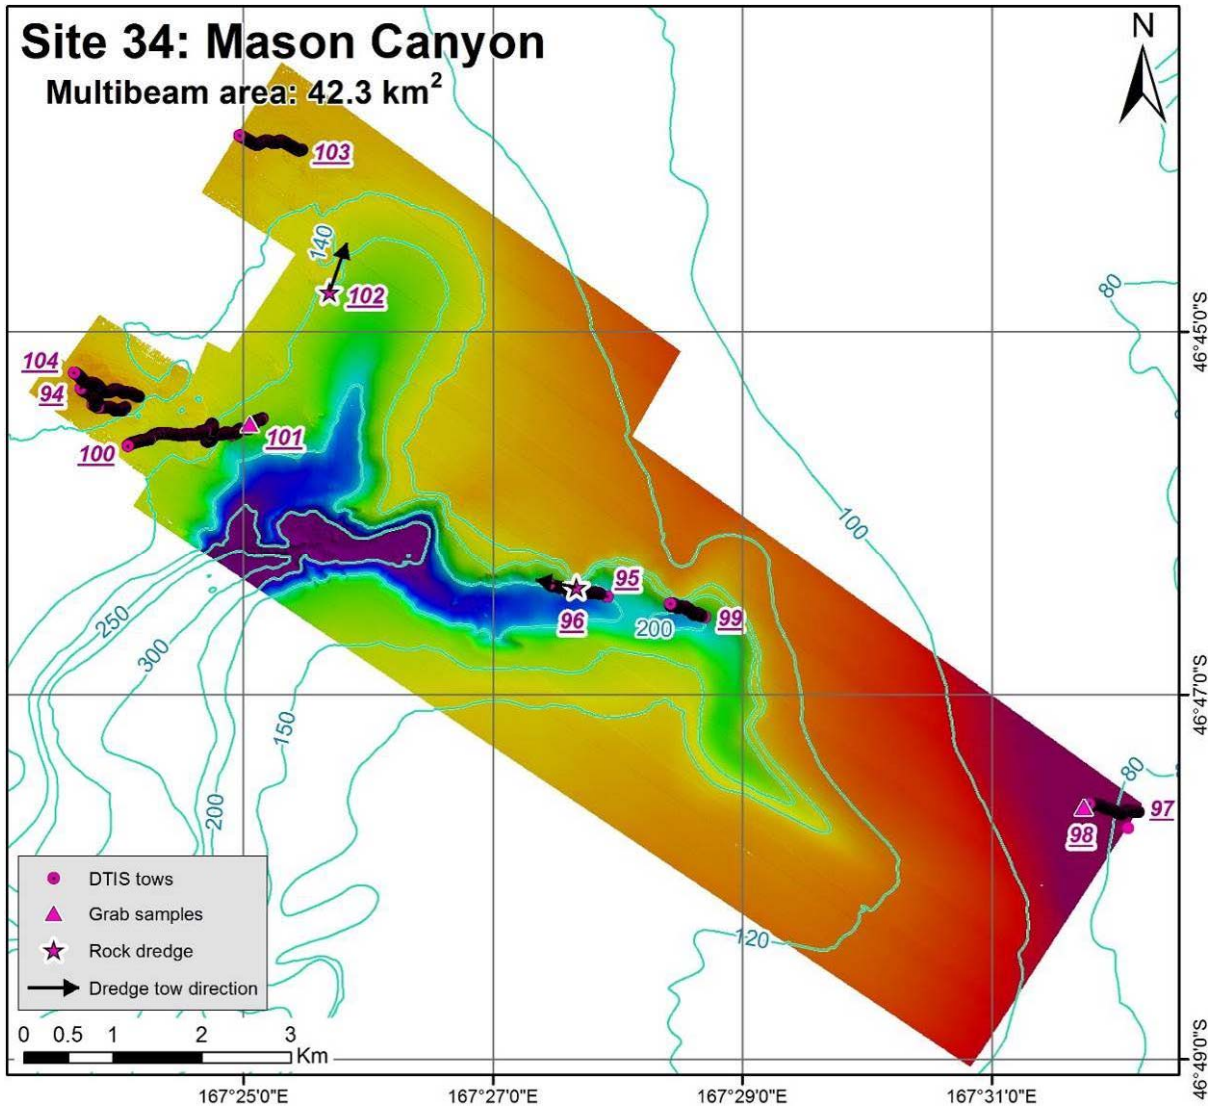 Site 34: Mason Canyon
Multibeam area: 42.3 km²
N
103
140
102
80
46°45'0"S
104
94
101
100
100
250
300
95
96
99
200
46°47'0"S
150
80
97
98
200
120
DTIS tows
Grab samples
Rock dredge
Dredge tow direction
0 0.5 1 2 3
Km
46°49'0"S
167°25'0"E 167°27'0"E 167°29'0"E 167°31'0"E